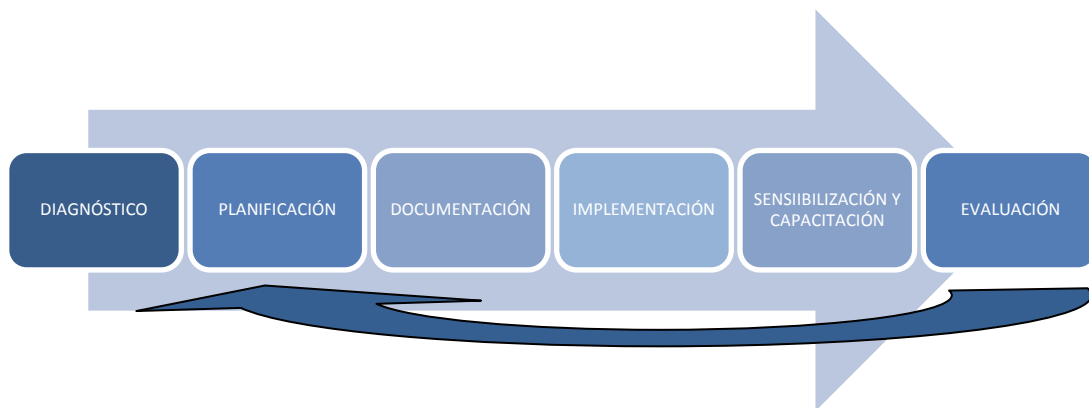 DIAGNÓSTICO
PLANIFICACIÓN
DOCUMENTACIÓN
IMPLEMENTACIÓN
SENSIIBILIZACIÓN Y
CAPACITACIÓN
EVALUACIÓN